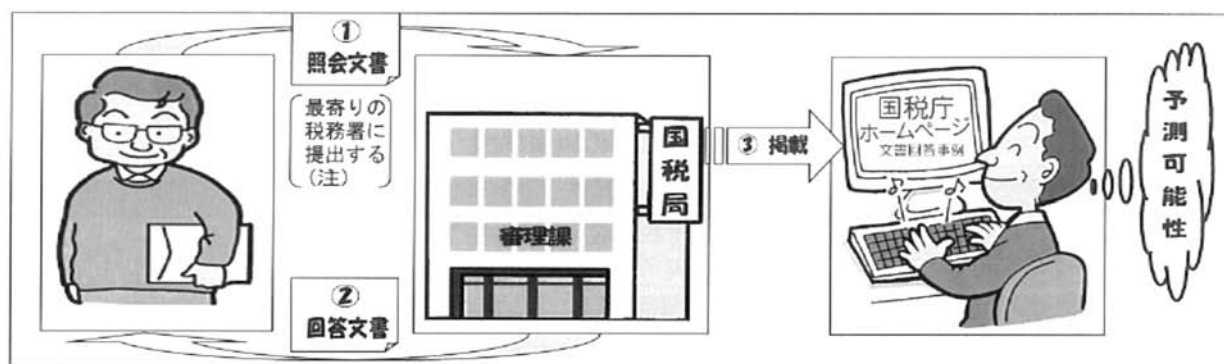 ①
照会文書
最寄りの
税務署に
提出する
（注）
②
回答文書
国税局
審理課
③ 掲載
国税庁
ホームページ
文書回答事例
予測可能性